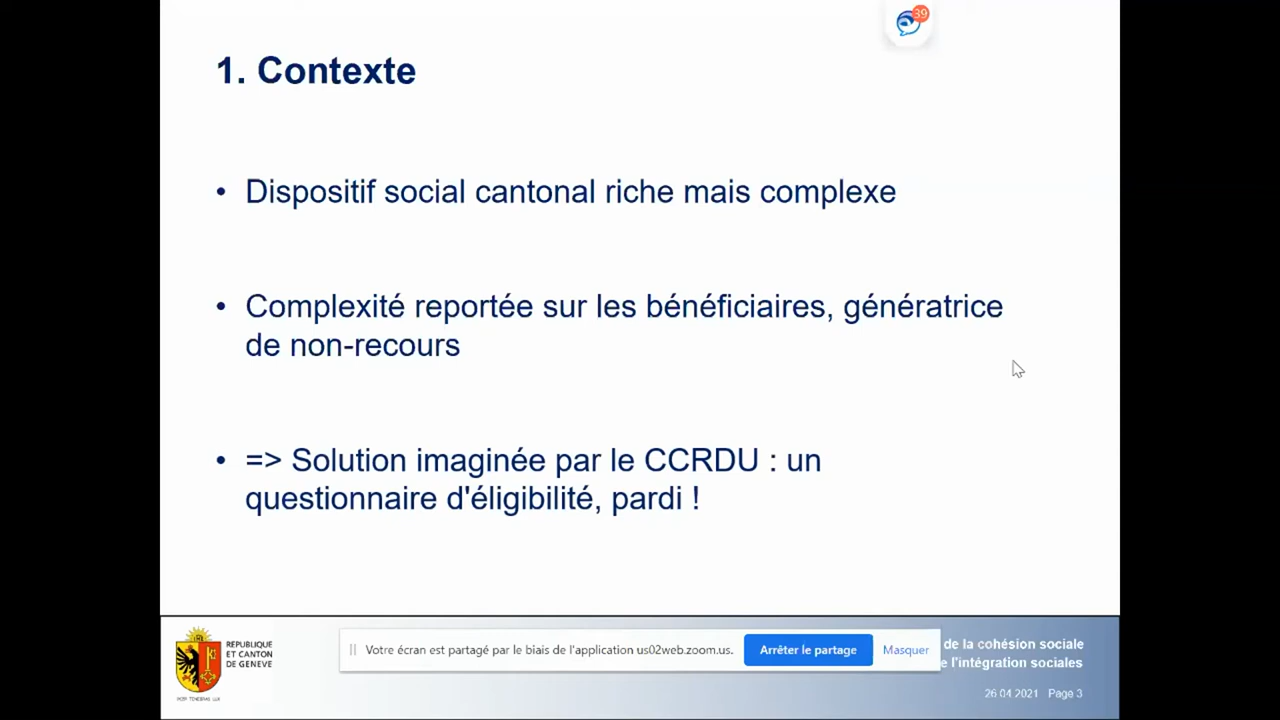 39
1. Contexte
• Dispositif social cantonal riche mais complexe
• Complexité reportée sur les bénéficiaires, génératrice
de non-recours
• => Solution imaginée par le CCRDU : un
questionnaire d'éligibilité, pardi !
REPUBLIQUE
ET CANTON
DE GENEVE
POST TENEBRAS LUX
Votre écran est partagé par le biais de l'application us02web.zoom.us.
Arrêter le partage
Masquer
de la cohésion sociale
e l'intégration sociales
26.04.2021 Page 3